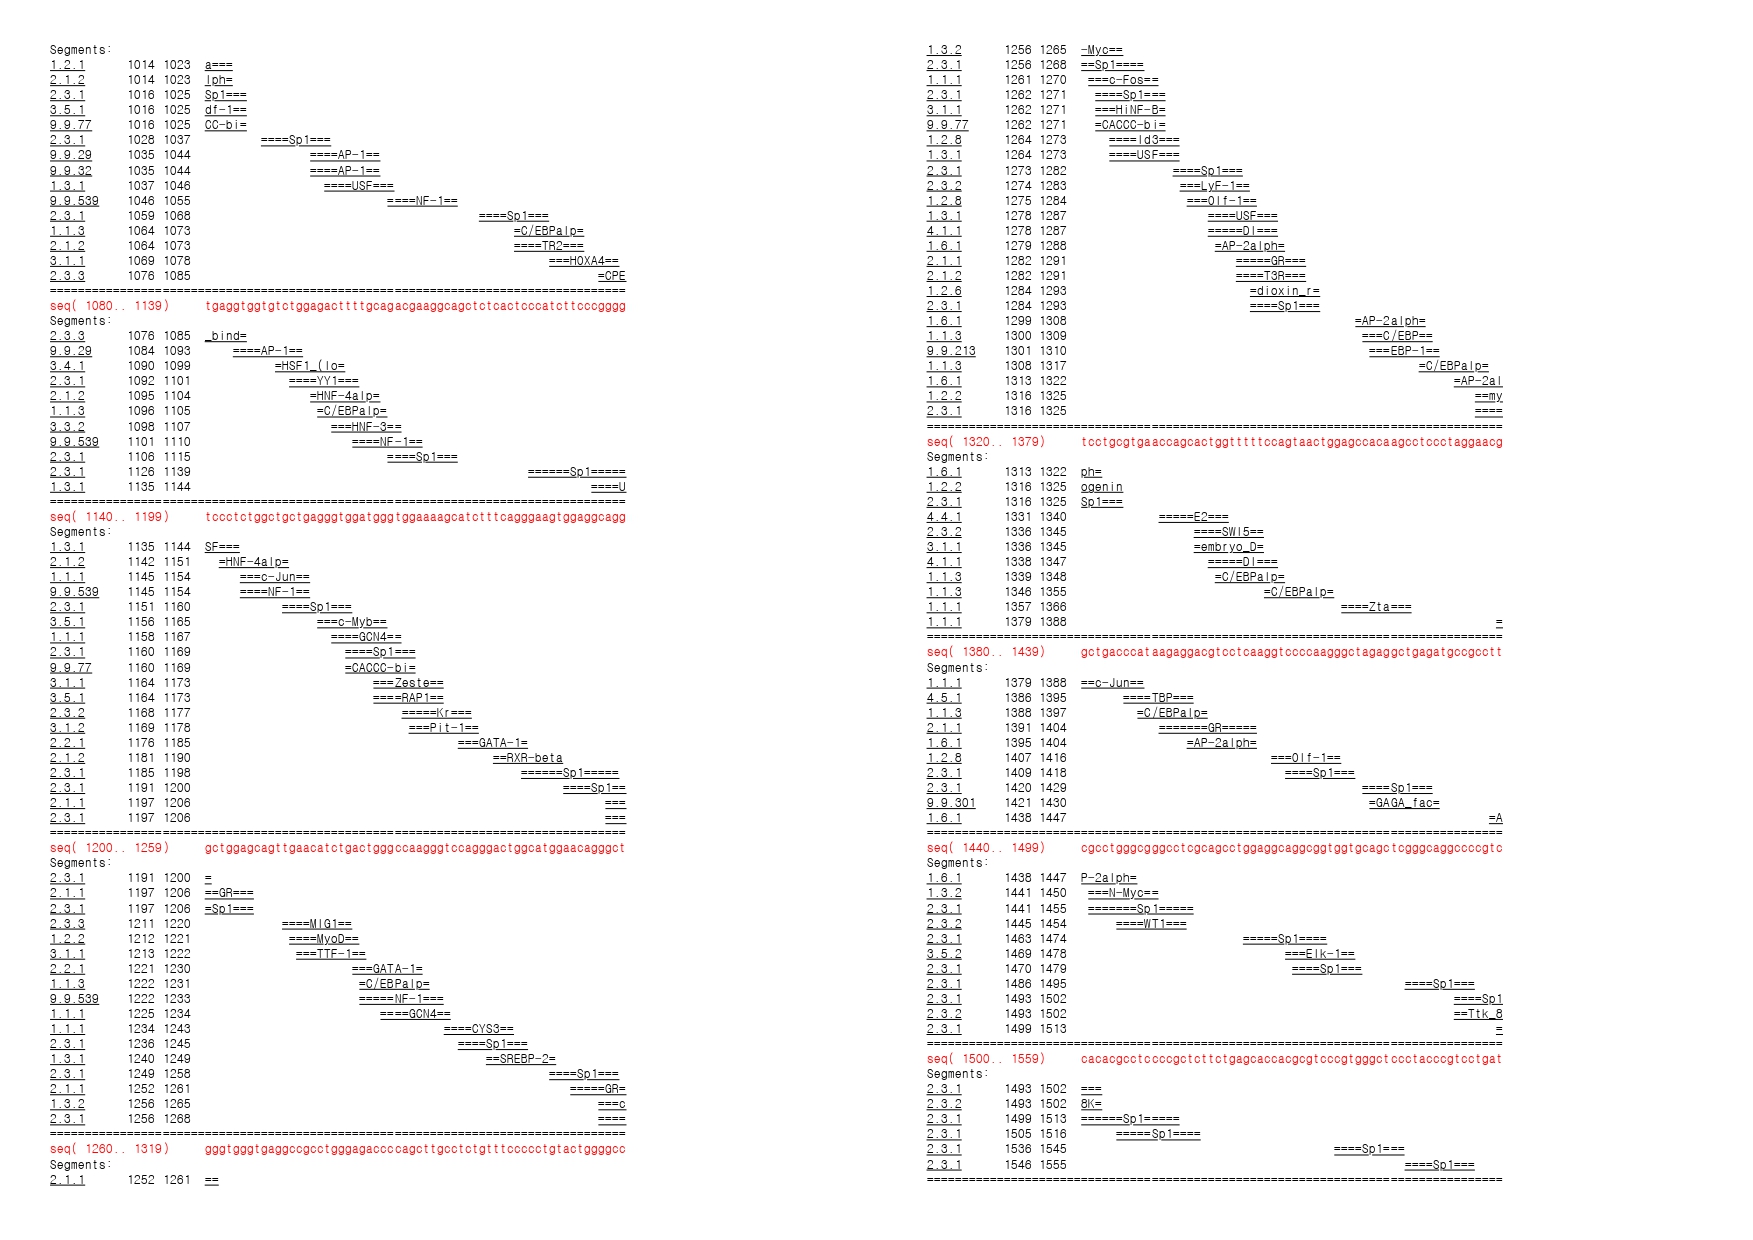 Segments:
1.2.1 1014 1023 a===
2.1.2 1014 1023 lph=
2.3.1 1016 1025 Sp1===
3.5.1 1016 1025 df-1==
9.9.77 1016 1025 CC-bi=
2.3.1 1028 1037 ====Sp1===
9.9.29 1035 1044 ====AP-1==
9.9.32 1035 1044 ====AP-1==
1.3.1 1037 1046 ====USF===
9.9.539 1046 1055 ====NF-1==
2.3.1 1059 1068 ====Sp1===
1.1.3 1064 1073 =C/EBPalp=
2.1.2 1064 1073 ====TR2===
3.1.1 1069 1078 ===HOXA4==
2.3.3 1076 1085 =CPE
==================================================================================
seq( 1080.. 1139) tgaggtggtgtctggagacttttgcagacgaaggcagctctcactcccatcttcccgggg
Segments:
2.3.3 1076 1085 _bind=
9.9.29 1084 1093 ====AP-1==
3.4.1 1090 1099 =HSF1_(lo=
2.3.1 1092 1101 ====YY1===
2.1.2 1095 1104 =HNF-4alp=
1.1.3 1096 1105 =C/EBPalp=
3.3.2 1098 1107 ===HNF-3==
9.9.539 1101 1110 ====NF-1==
2.3.1 1106 1115 ====Sp1===
2.3.1 1126 1139 ======Sp1=====
1.3.1 1135 1144 ====U
==================================================================================
seq( 1140.. 1199) tccctctggctgctgagggtggatgggtggaaaagcatctttcagggaagtggaggcagg
Segments:
1.3.1 1135 1144 SF===
2.1.2 1142 1151 =HNF-4alp=
1.1.1 1145 1154 ===c-Jun==
9.9.539 1145 1154 ====NF-1==
2.3.1 1151 1160 ====Sp1===
3.5.1 1156 1165 ===c-Myb==
1.1.1 1158 1167 ====GCN4==
2.3.1 1160 1169 ====Sp1===
9.9.77 1160 1169 =CACCC-bi=
3.1.1 1164 1173 ===Zeste==
3.5.1 1164 1173 ====RAP1==
2.3.2 1168 1177 =====Kr===
3.1.2 1169 1178 ===Pit-1==
2.2.1 1176 1185 ===GATA-1=
2.1.2 1181 1190 ==RXR-beta
2.3.1 1185 1198 ======Sp1=====
2.3.1 1191 1200 ====Sp1==
2.1.1 1197 1206 ===
2.3.1 1197 1206 ===
==================================================================================
seq( 1200.. 1259) gctggagcagttgaacatctgactgggccaagggtccagggactggcatggaacagggct
Segments:
2.3.1 1191 1200 =
2.1.1 1197 1206 ==GR===
2.3.1 1197 1206 =Sp1===
2.3.3 1211 1220 ====MIG1==
1.2.2 1212 1221 ====MyoD==
3.1.1 1213 1222 ===TTF-1==
2.2.1 1221 1230 ===GATA-1=
1.1.3 1222 1231 =C/EBPalp=
9.9.539 1222 1233 =====NF-1===
1.1.1 1225 1234 ====GCN4==
1.1.1 1234 1243 ====CYS3==
2.3.1 1236 1245 ====Sp1===
1.3.1 1240 1249 ==SREBP-2=
2.3.1 1249 1258 ====Sp1===
2.1.1 1252 1261 =====GR=
1.3.2 1256 1265 ===c
2.3.1 1256 1268 ====
==================================================================================
seq( 1260.. 1319) gggtgggtgaggccgcctgggagaccccagcttgcctctgtttccccctgtactggggcc
Segments:
2.1.1 1252 1261 ==
1.3.2 1256 1265 -Myc==
2.3.1 1256 1268 ==Sp1====
1.1.1 1261 1270 ===c-Fos==
2.3.1 1262 1271 ====Sp1===
3.1.1 1262 1271 ===HiNF-B=
9.9.77 1262 1271 =CACCC-bi=
1.2.8 1264 1273 ====Id3===
1.3.1 1264 1273 ====USF===
2.3.1 1273 1282 ====Sp1===
2.3.2 1274 1283 ===LyF-1==
1.2.8 1275 1284 ===Olf-1==
1.3.1 1278 1287 ====USF===
4.1.1 1278 1287 =====Dl===
1.6.1 1279 1288 =AP-2alph=
2.1.1 1282 1291 =====GR===
2.1.2 1282 1291 ====T3R===
1.2.6 1284 1293 =dioxin_r=
2.3.1 1284 1293 ====Sp1===
1.6.1 1299 1308 =AP-2alph=
1.1.3 1300 1309 ===C/EBP==
9.9.213 1301 1310 ===EBP-1==
1.1.3 1308 1317 =C/EBPalp=
1.6.1 1313 1322 =AP-2al
1.2.2 1316 1325 ==my
2.3.1 1316 1325 ====
==================================================================================
seq( 1320.. 1379) tcctgcgtgaaccagcactggtttttccagtaactggagccacaagcctccctaggaacg
Segments:
1.6.1 1313 1322 ph=
1.2.2 1316 1325 ogenin
2.3.1 1316 1325 Sp1===
4.4.1 1331 1340 =====E2===
2.3.2 1336 1345 ====SWI5==
3.1.1 1336 1345 =embryo_D=
4.1.1 1338 1347 =====Dl===
1.1.3 1339 1348 =C/EBPalp=
1.1.3 1346 1355 =C/EBPalp=
1.1.1 1357 1366 ====Zta===
1.1.1 1379 1388 =
==================================================================================
seq( 1380.. 1439) gctgacccataagaggacgtcctcaaggtccccaagggctagaggctgagatgccgcctt
Segments:
1.1.1 1379 1388 ==c-Jun==
4.5.1 1386 1395 ====TBP===
1.1.3 1388 1397 =C/EBPalp=
2.1.1 1391 1404 =======GR=====
1.6.1 1395 1404 =AP-2alph=
1.2.8 1407 1416 ===Olf-1==
2.3.1 1409 1418 ====Sp1===
2.3.1 1420 1429 ====Sp1===
9.9.301 1421 1430 =GAGA_fac=
1.6.1 1438 1447 =A
==================================================================================
seq( 1440.. 1499) cgcctgggcgggcctcgcagcctggaggcaggcggtggtgcagctcgggcaggccccgtc
Segments:
1.6.1 1438 1447 P-2alph=
1.3.2 1441 1450 ===N-Myc==
2.3.1 1441 1455 =======Sp1=====
2.3.2 1445 1454 ====WT1===
2.3.1 1463 1474 =====Sp1====
3.5.2 1469 1478 ===Elk-1==
2.3.1 1470 1479 ====Sp1===
2.3.1 1486 1495 ====Sp1===
2.3.1 1493 1502 ====Sp1
2.3.2 1493 1502 ==Ttk_8
2.3.1 1499 1513 =
==================================================================================
seq( 1500.. 1559) cacacgcctccccgctcttctgagcaccacgcgtcccgtgggctccctacccgtcctgat
Segments:
2.3.1 1493 1502 ===
2.3.2 1493 1502 8K=
2.3.1 1499 1513 ======Sp1=====
2.3.1 1505 1516 =====Sp1====
2.3.1 1536 1545 ====Sp1===
2.3.1 1546 1555 ====Sp1===
==================================================================================